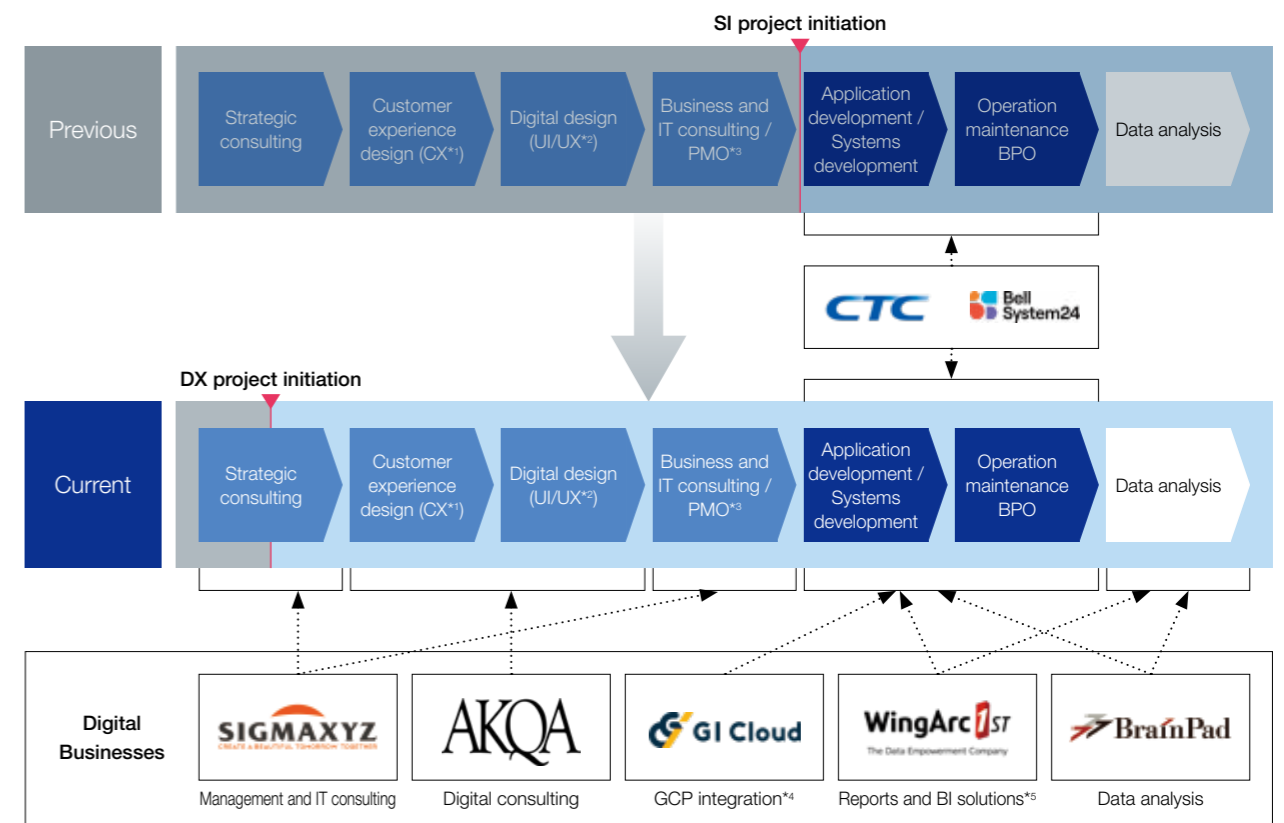 SI project initiation
Previous
Strategic
consulting
Customer
experience
design (CX*1)
Digital design
(UI/UX*2)
Business and
IT consulting /
PMO*3
Application
development /
Systems
development
Operation
maintenance
BPO
Data analysis
CTC
Bell
System24
DX project initiation
Current
Strategic
consulting
Customer
experience
design (CX*1)
Digital design
(UI/UX*2)
Business and
IT consulting /
PMO*3
Application
development /
Systems
development
Operation
maintenance
BPO
Data analysis
Digital
Businesses
SIGMAXYZ
CREATE A BEAUTIFUL TOMORROW TOGETHER
Management and IT consulting
AKQA
Digital consulting
GI Cloud
GCP integration*4
WingArc 1ST
The Data Empowerment Company
Reports and BI solutions*5
BrainPad
Data analysis